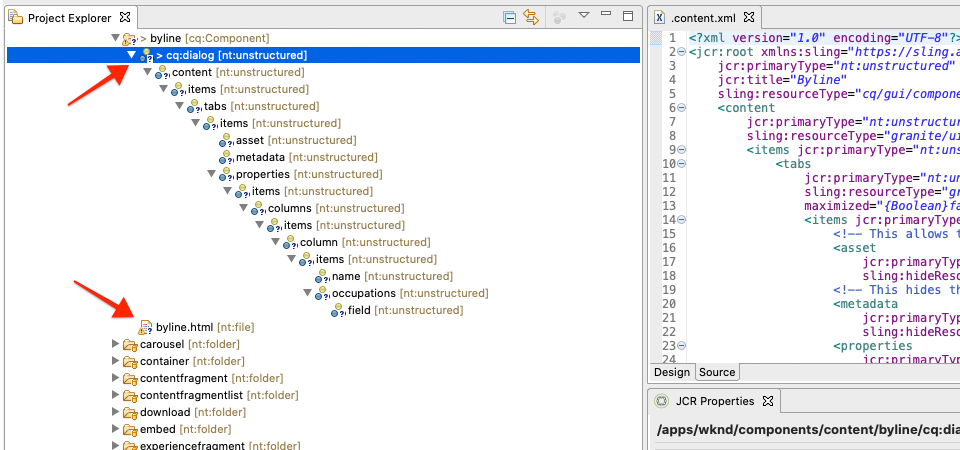 Project Explorer
> byline [cq:Component]
> cq:dialog [nt:unstructured]
content [nt:unstructured]
items [nt:unstructured]
tabs [nt:unstructured]
items [nt:unstructured]
asset [nt:unstructured]
metadata [nt:unstructured]
properties [nt:unstructured]
items [nt:unstructured]
columns [nt:unstructured]
items [nt:unstructured]
column [nt:unstructured]
items [nt:unstructured]
name [nt:unstructured]
occupations [nt:unstructured]
field [nt:unstructured]
byline.html [nt:file]
carousel [nt:folder]
container [nt:folder]
contentfragment [nt:folder]
contentfragmentlist [nt:folder]
download [nt:folder]
embed [nt:folder]
experiencefragment [nt:folder]
.content.xml
1 <?xml version="1.0" encoding="UTF-8"?>
2 <jcr:root xmlns:sling="https://sling.a
3 jcr:primaryType="nt:unstructured"
4 jcr:title="Byline"
5 sling:resourceType="cq/gui/compone
6 <content
7 jcr:primaryType="nt:unstructur
8 sling:resourceType="granite/ui
9 <items jcr:primaryType="nt:uns
10 <tabs
11 jcr:primaryType="nt:un
12 sling:resourceType="gr
13 maximized="{Boolean}fa
14 <items jcr:primaryType
15 <!-- This allows t
16 <asset
17 jcr:primaryTyp
18 sling:hideReso
19 <!-- This hides th
20 <metadata
21 jcr:primaryTyp
22 sling:hideReso
23 <properties
24 jcr:primaryTyp
Design Source
JCR Properties
/apps/wknd/components/content/byline/cq:dia